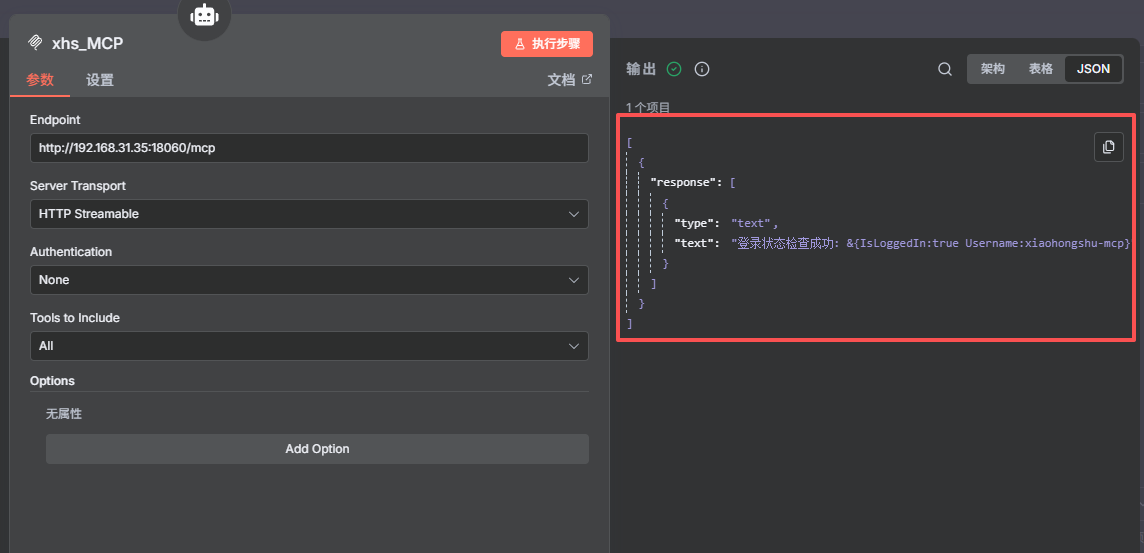 xhs_MCP
执行步骤
参数 设置 文档
Endpoint
http://192.168.31.35:18060/mcp
Server Transport
HTTP Streamable
Authentication
None
Tools to Include
All
Options
无属性
Add Option
输出 架构 表格 JSON
1个项目
[
{
"response": [
{
"type": "text",
"text": "登录状态检查成功: &{IsLoggedIn:true Username:xiaohongshu-mcp}
}
]
}
]